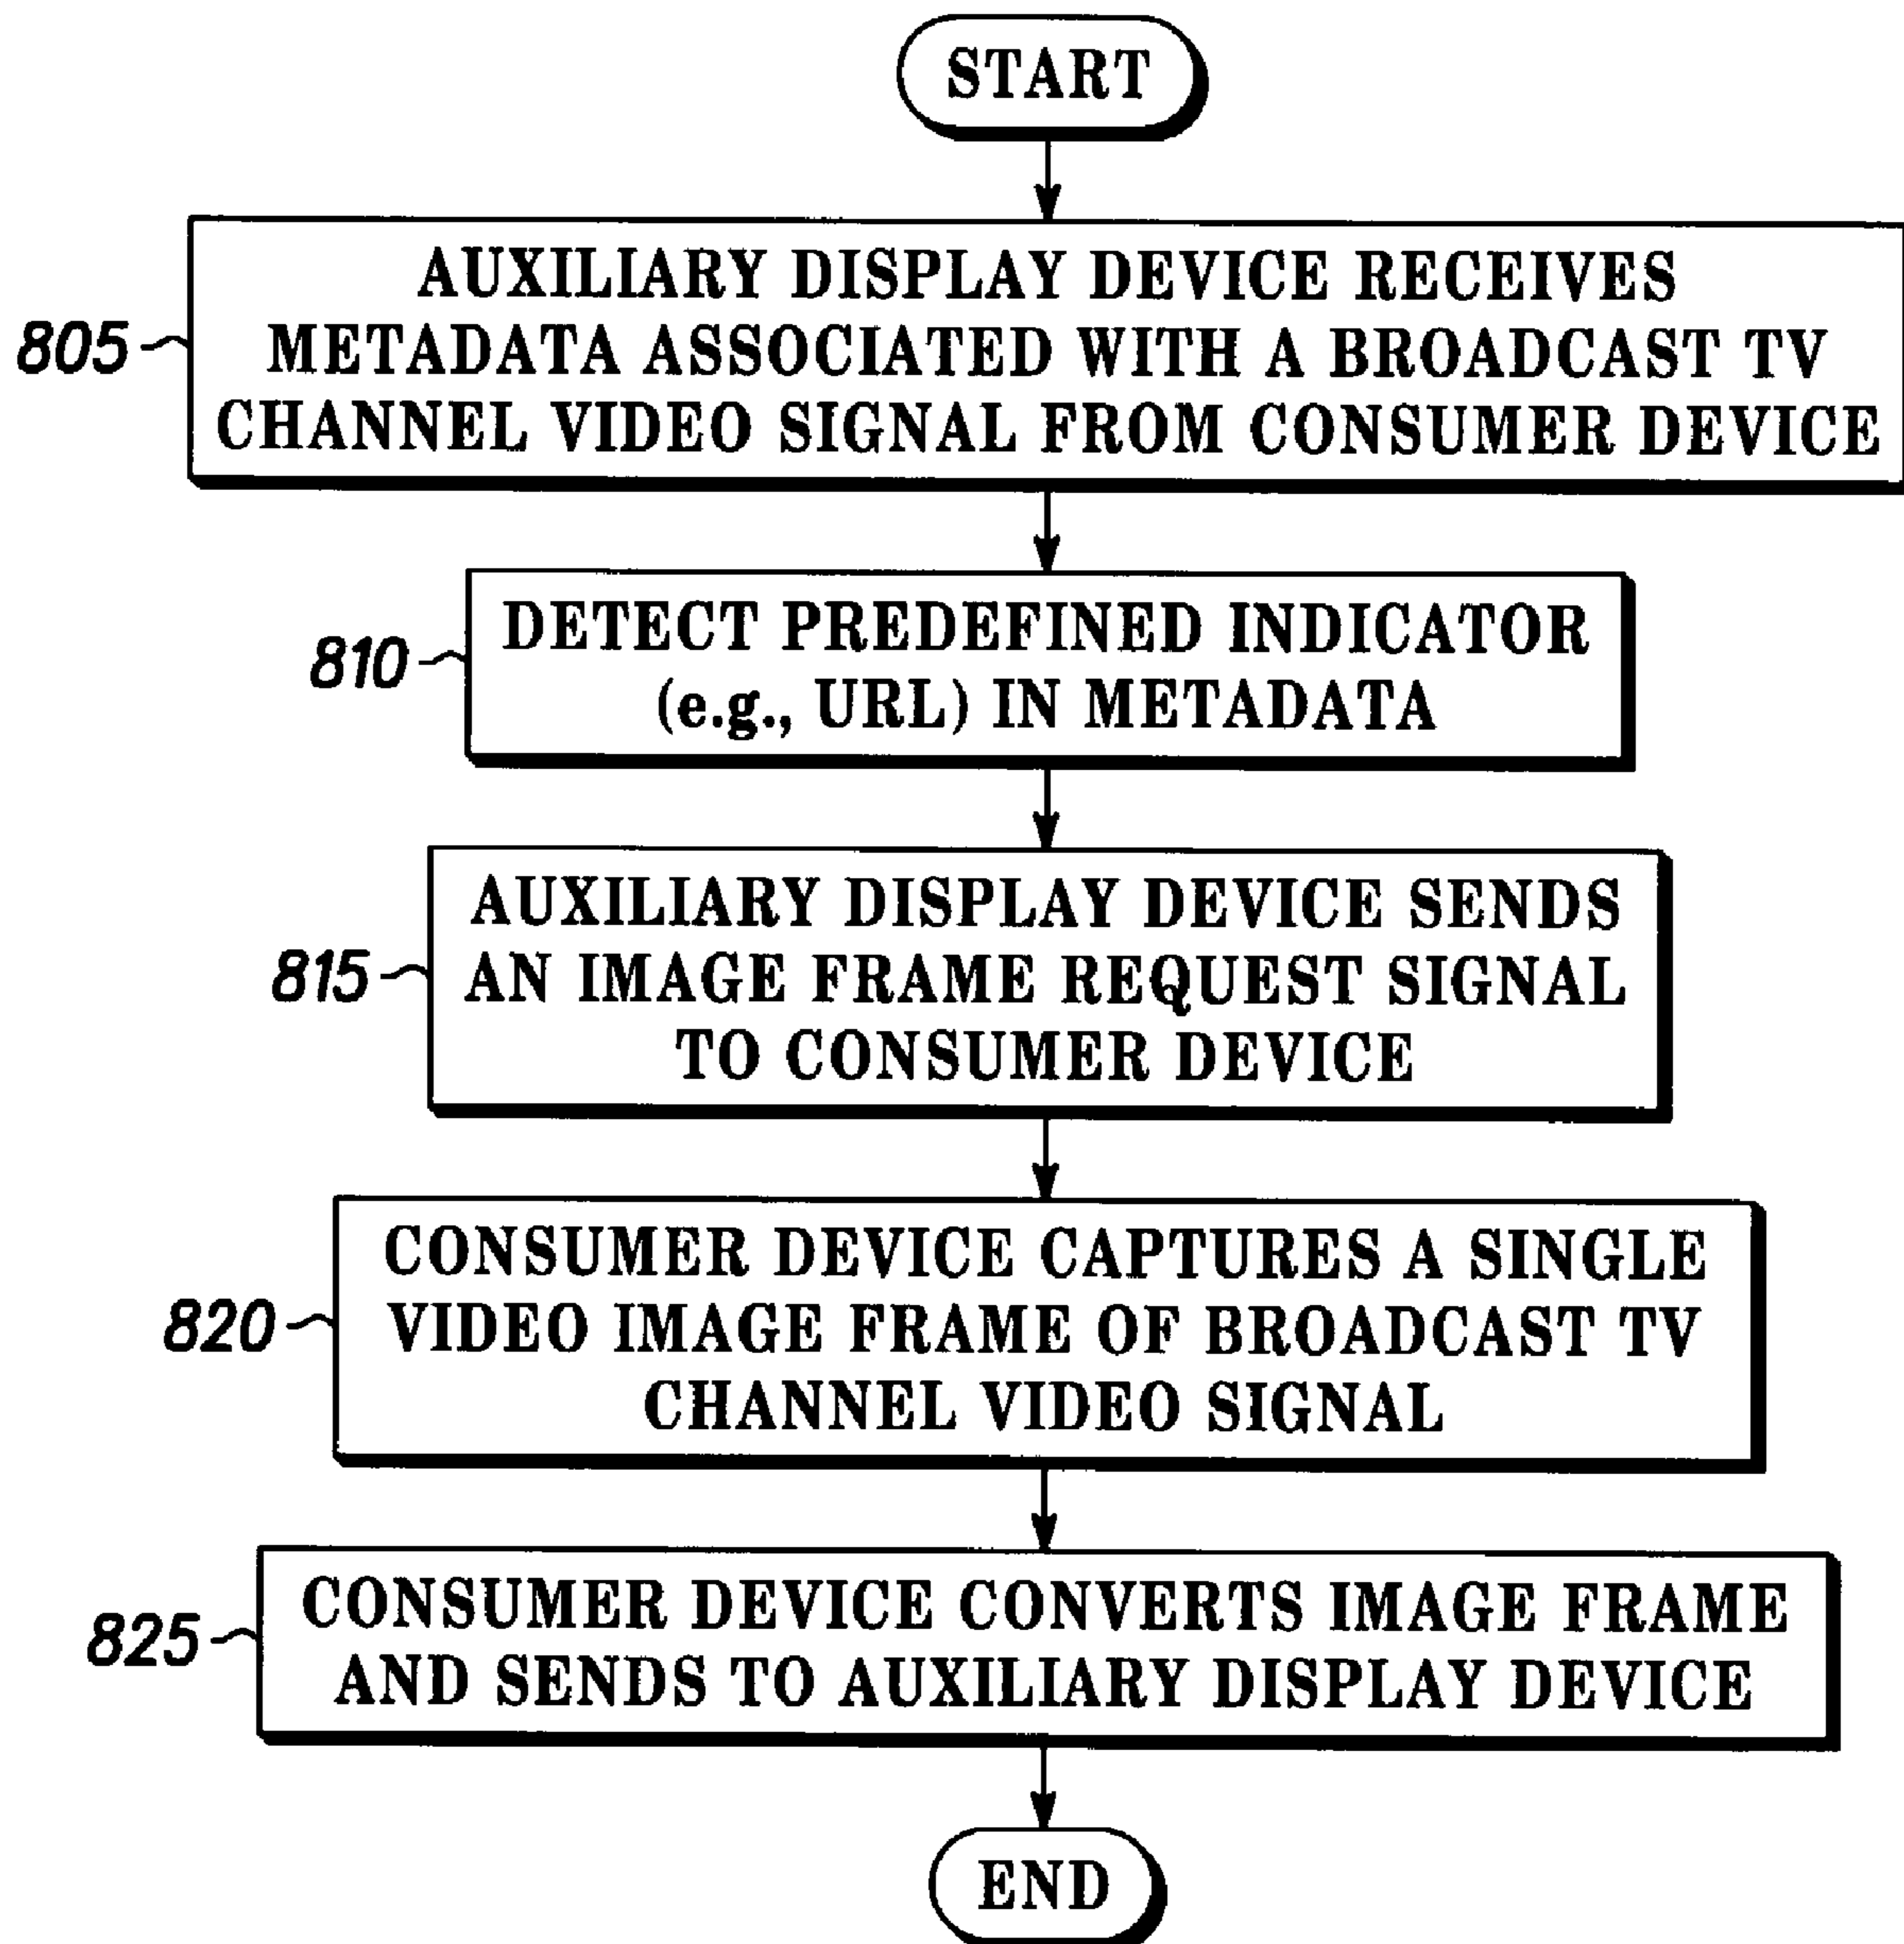 START
AUXILIARY DISPLAY DEVICE RECEIVES
805
METADATA ASSOCIATED WITH A BROADCAST TV
CHANNEL VIDEO SIGNAL FROM CONSUMER DEVICE
DETECT PREDEFINED INDICATOR
810
(e.g., URL) IN METADATA
AUXILIARY DISPLAY DEVICE SENDS
815
AN IMAGE FRAME REQUEST SIGNAL
TO CONSUMER DEVICE
CONSUMER DEVICE CAPTURES A SINGLE
820
VIDEO IMAGE FRAME OF BROADCAST TV
CHANNEL VIDEO SIGNAL
CONSUMER DEVICE CONVERTS IMAGE FRAME
825
AND SENDS TO AUXILIARY DISPLAY DEVICE
END